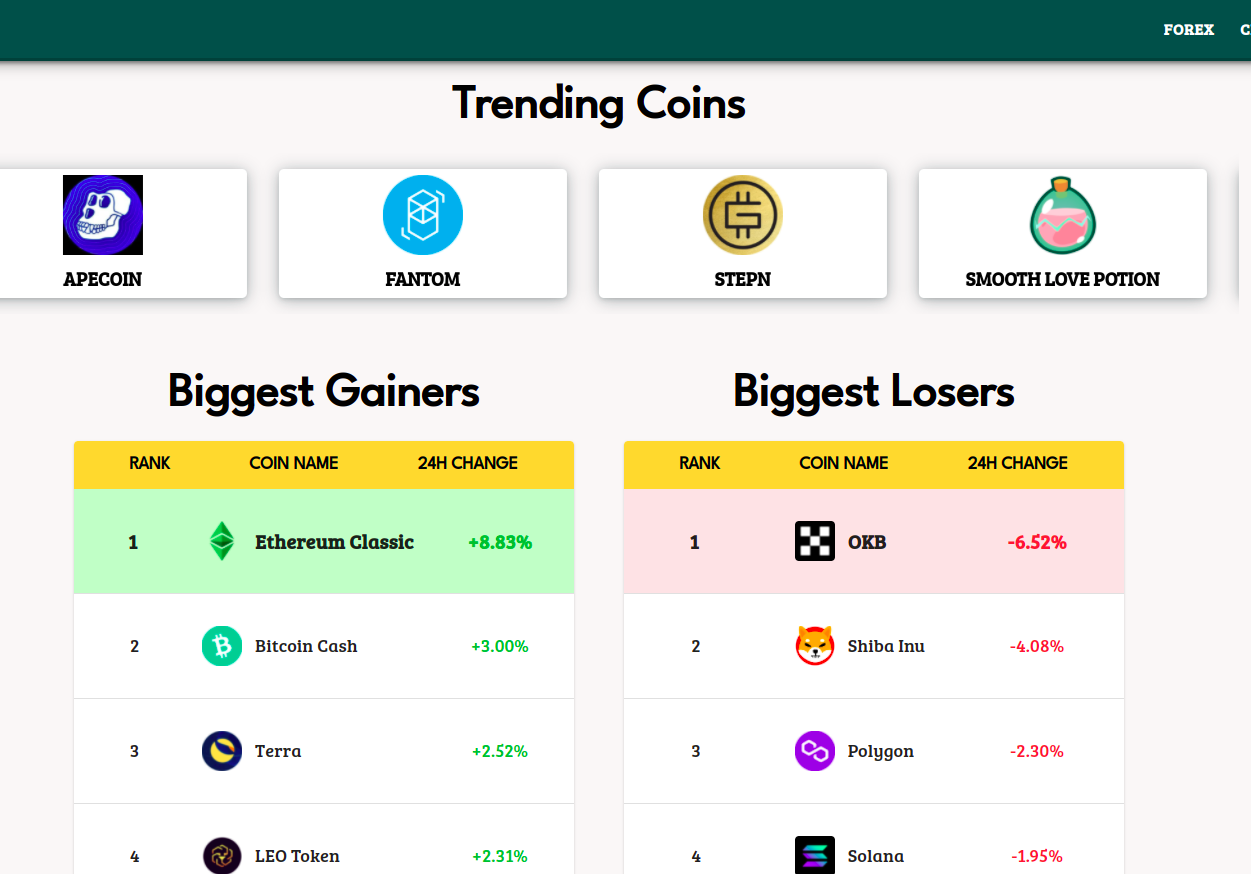 FOREX
Trending Coins
APECOIN
FANTOM
STEPN
SMOOTH LOVE POTION
Biggest Gainers
RANK COIN NAME 24H CHANGE
1 Ethereum Classic +8.83%
2 Bitcoin Cash +3.00%
3 Terra +2.52%
4 LEO Token +2.31%
Biggest Losers
RANK COIN NAME 24H CHANGE
1 OKB -6.52%
2 Shiba Inu -4.08%
3 Polygon -2.30%
4 Solana -1.95%